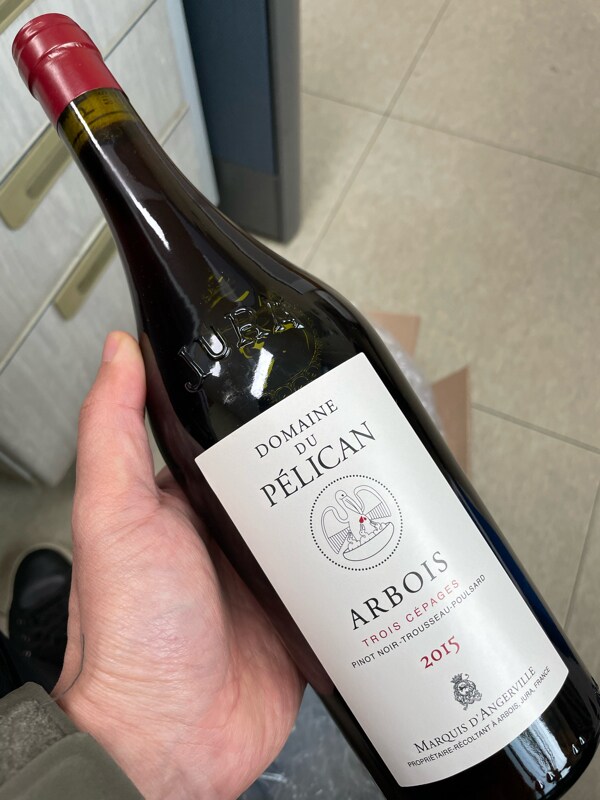 JURA
DOMAINE
DU
PÉLICAN
ARBOIS
TROIS CÉPAGES
PINOT NOIR-TROUSSEAU-POULSARD
2015
MARQUIS D'ANGERVILLE
PROPRIÉTAIRE-RÉCOLTANT À ARBOIS, JURA, FRANCE